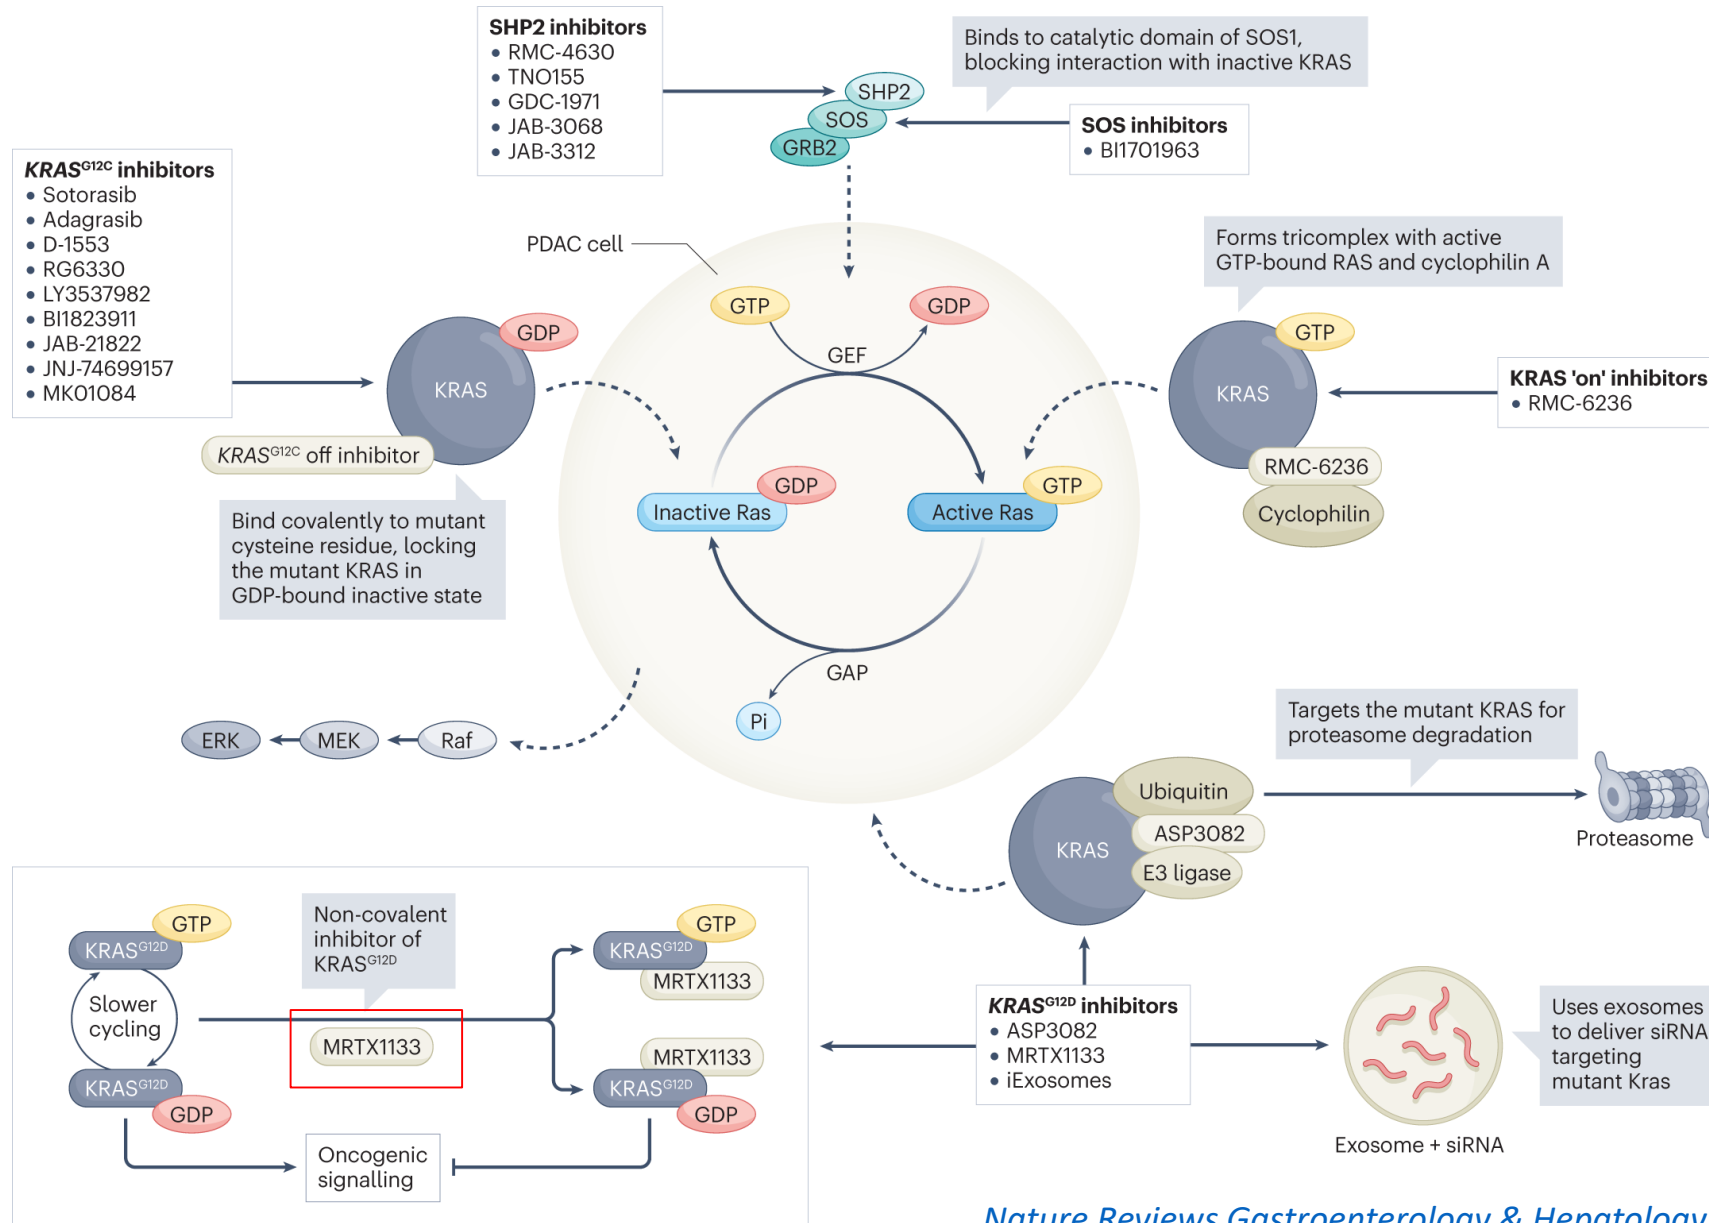 SHP2 inhibitors
• RMC-4630
• TNO155
• GDC-1971
• JAB-3068
• JAB-3312
SHP2
SOS
GRB2
Binds to catalytic domain of SOS1,
blocking interaction with inactive KRAS
SOS inhibitors
• BI1701963
KRASG12C inhibitors
• Sotorasib
• Adagrasib
• D-1553
• RG6330
• LY3537982
• BI1823911
• JAB-21822
• JNJ-74699157
• MK01084
GDP
KRAS
KRASG12C off inhibitor
Bind covalently to mutant
cysteine residue, locking
the mutant KRAS in
GDP-bound inactive state
PDAC cell
GTP
GDP
GEF
Inactive Ras
GDP
Active Ras
GTP
GAP
Pi
Forms tricomplex with active
GTP-bound RAS and cyclophilin A
GTP
KRAS
RMC-6236
Cyclophilin
KRAS 'on' inhibitors
• RMC-6236
ERK
MEK
Raf
Targets the mutant KRAS for
proteasome degradation
KRAS
Ubiquitin
ASP3082
E3 ligase
Proteasome
GTP
KRASG12D
Slower
cycling
KRASG12D
GDP
Non-covalent
inhibitor of
KRASG12D
MRTX1133
GTP
KRASG12D
MRTX1133
MRTX1133
KRASG12D
GDP
Oncogenic
signalling
KRASG12D inhibitors
• ASP3082
• MRTX1133
• iExosomes
Uses exosomes
to deliver siRNA
targeting
mutant Kras
Exosome + siRNA
Nature Reviews Gastroenterology & Hepatology